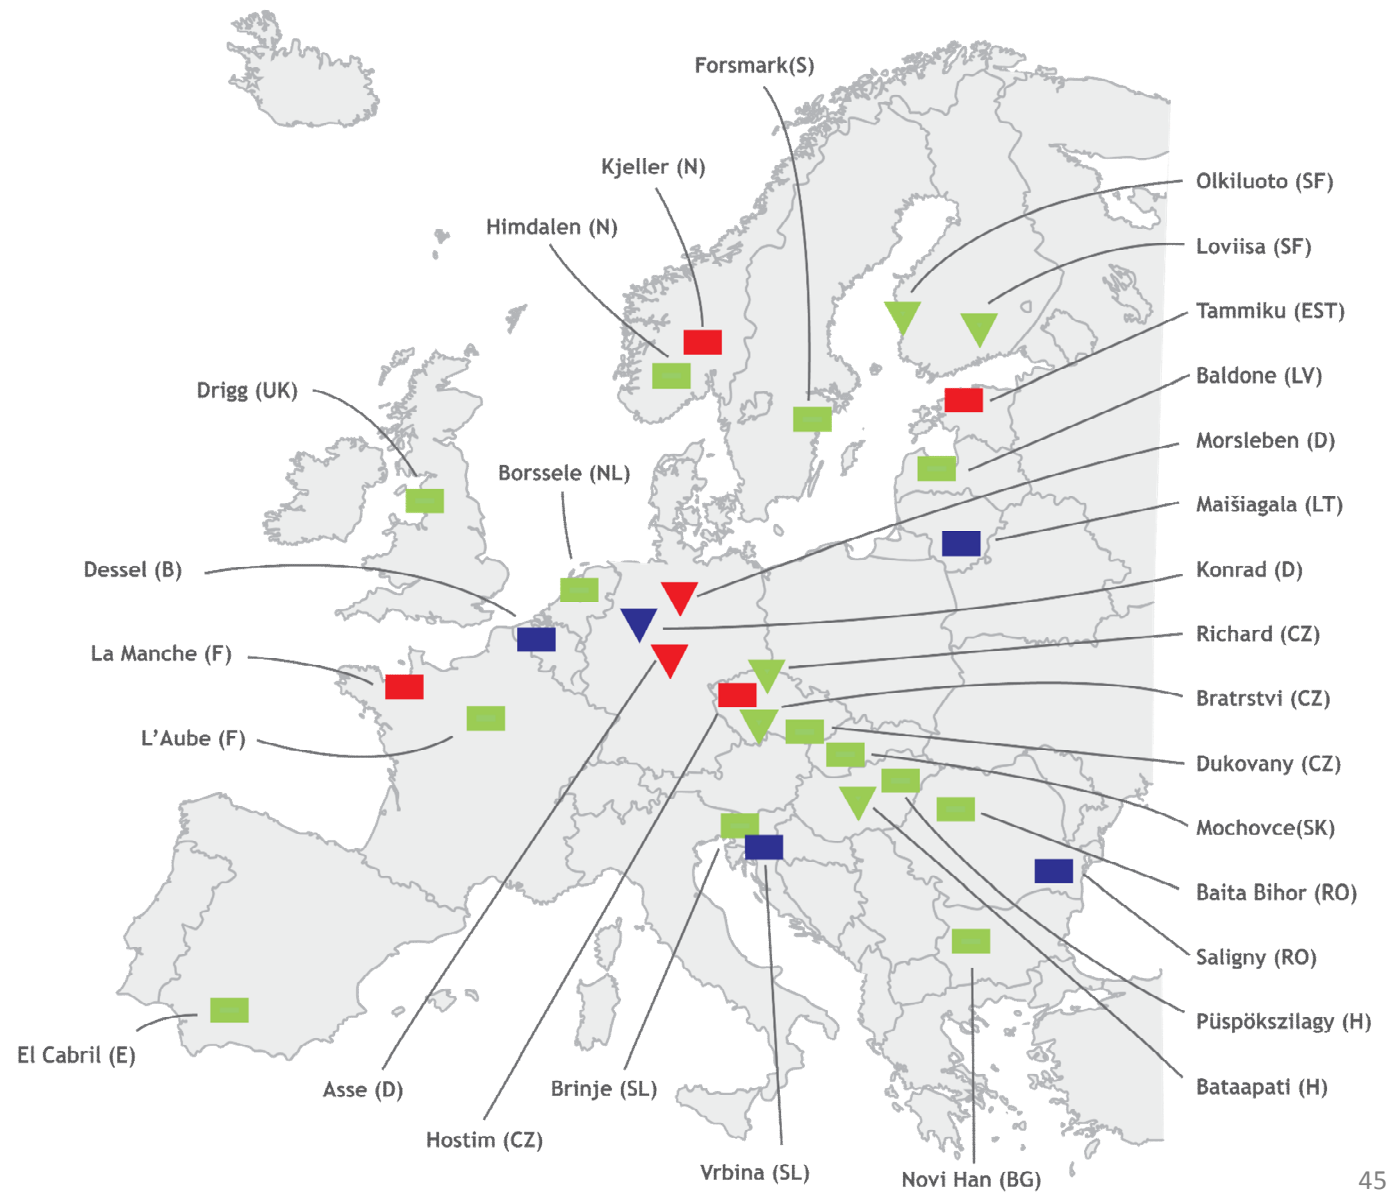 Forsmark(S)
Kjeller (N)
Himdalen (N)
Olkiluoto (SF)
Loviisa (SF)
Tammiku (EST)
Baldone (LV)
Drigg (UK)
Morsleben (D)
Borssele (NL)
Maišiagala (LT)
Dessel (B)
Konrad (D)
Richard (CZ)
La Manche (F)
Bratrstvi (CZ)
L'Aube (F)
Dukovany (CZ)
Mochovce(SK)
Baita Bihor (RO)
Saligny (RO)
Püspökszilagy (H)
El Cabril (E)
Asse (D)
Brinje (SL)
Bataapati (H)
Hostim (CZ)
Vrbina (SL)
Novi Han (BG)
45